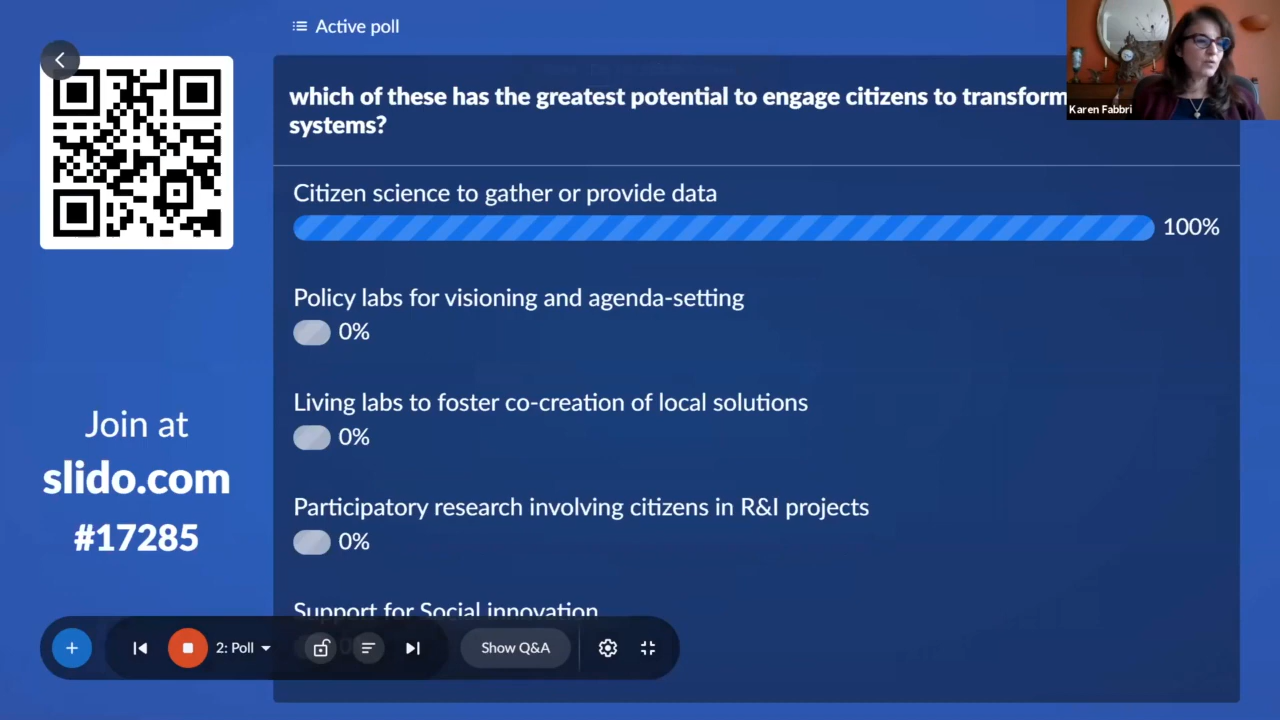 Active poll
which of these has the greatest potential to engage citizens to transform
systems?
Karen Fabbri
Citizen science to gather or provide data
100%
Policy labs for visioning and agenda-setting
0%
Living labs to foster co-creation of local solutions
0%
Participatory research involving citizens in R&I projects
0%
Support for Social innovation
Join at
slido.com
#17285
2: Poll
Show Q&A